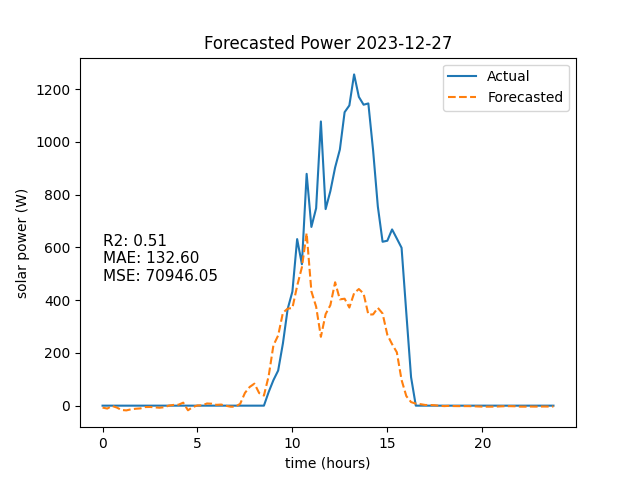 Forecasted Power 2023-12-27
Actual
Forecasted
1200
1000
800
600
400
200
0
solar power (W)
R2: 0.51
MAE: 132.60
MSE: 70946.05
0 5 10 15 20
time (hours)